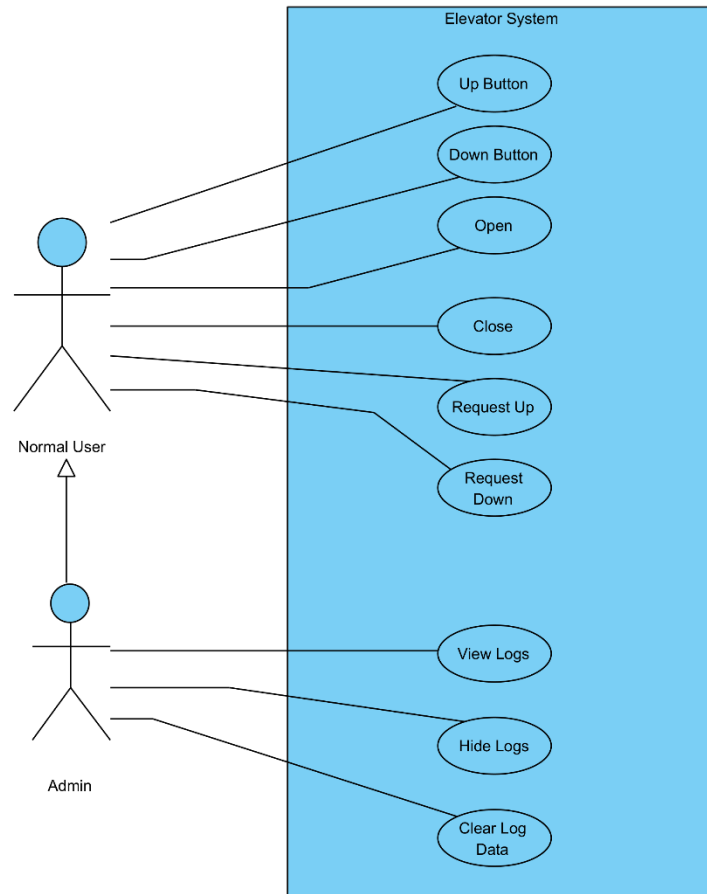 Elevator System
Up Button
Down Button
Open
Close
Request Up
Normal User
Request
Down
View Logs
Hide Logs
Admin
Clear Log
Data